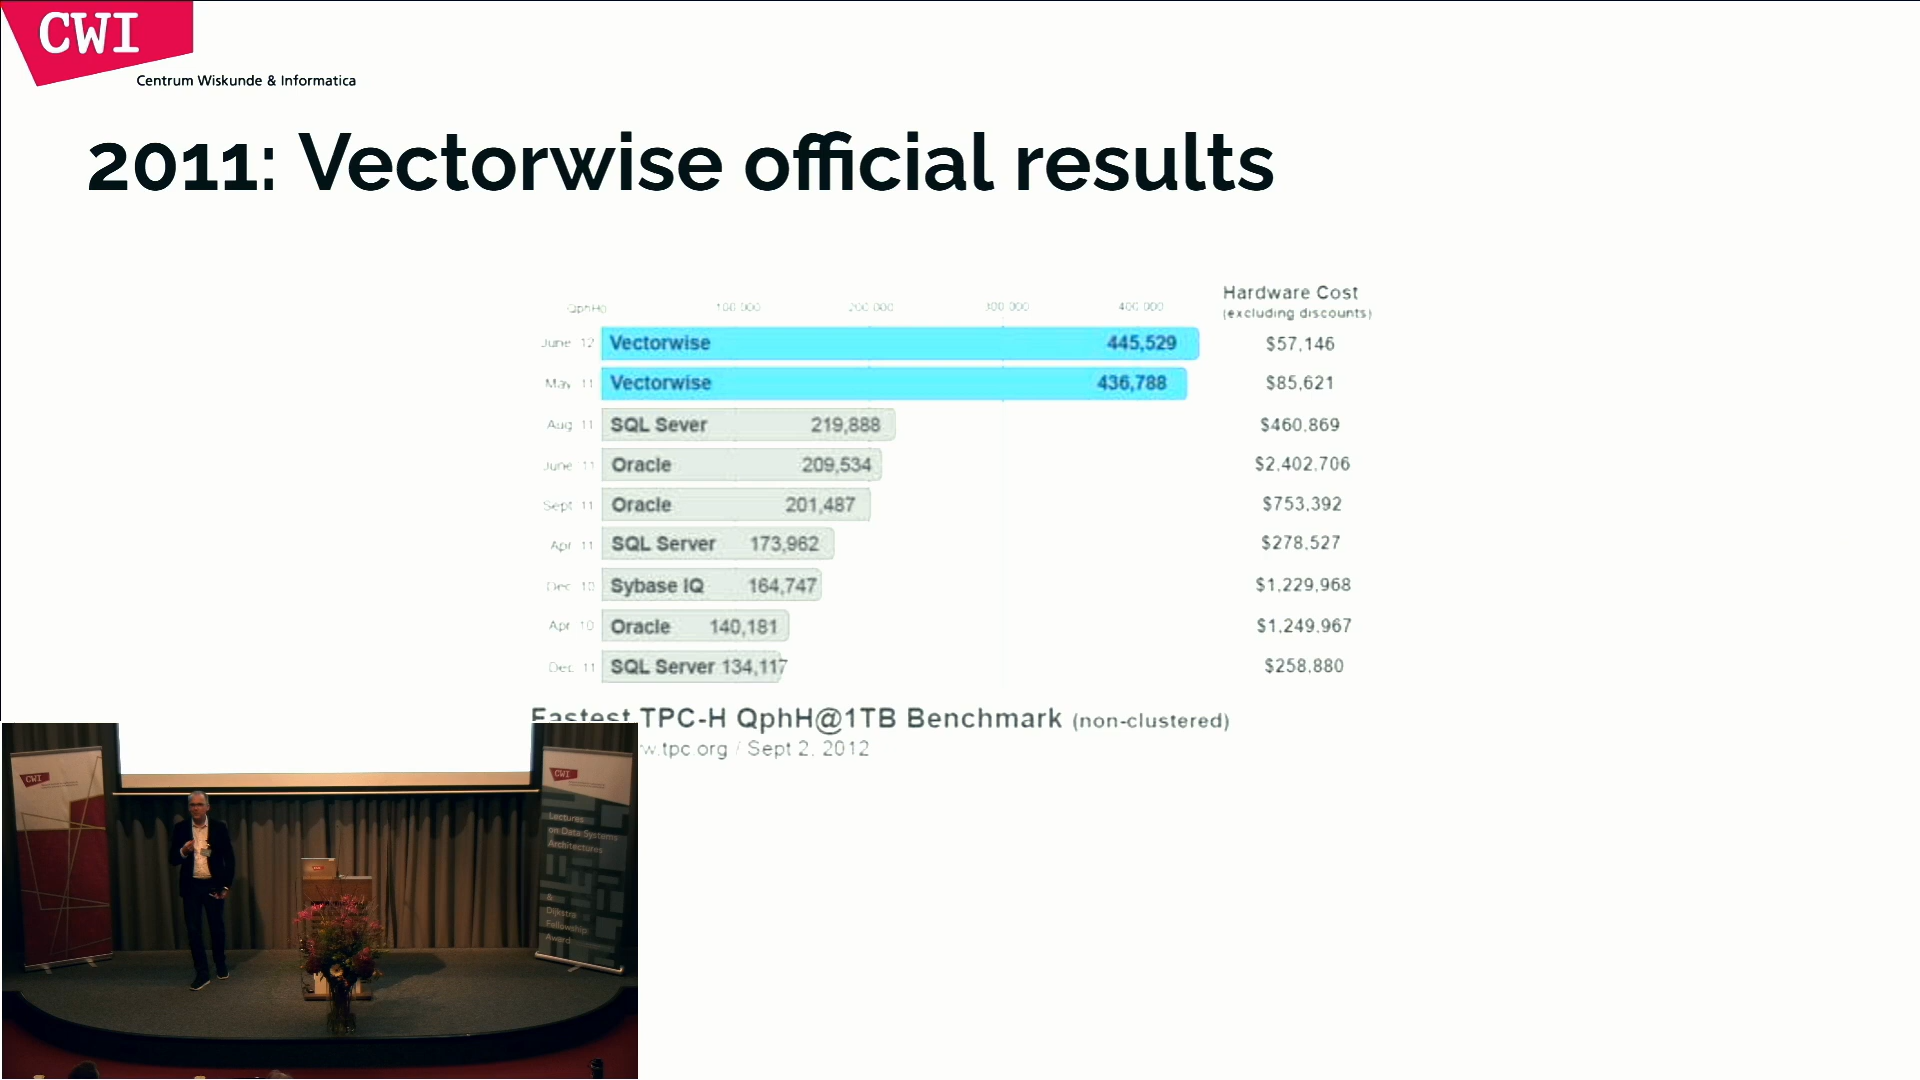 CWI
Centrum Wiskunde & Informatica
2011: Vectorwise official results
Hardware Cost
(excluding discounts)
QphH@ 100,000 200,000 300,000 400,000
June 12 Vectorwise 445,529 $57,146
May 11 Vectorwise 436,788 $85,621
Aug 11 SQL Sever 219,888 $460,869
June 11 Oracle 209,534 $2,402,706
Sept 11 Oracle 201,487 $753,392
Apr 11 SQL Server 173,962 $278,527
Dec 10 Sybase IQ 164,747 $1,229,968
Apr 10 Oracle 140,181 $1,249,967
Dec 11 SQL Server 134,117 $258,880
Fastest TPC-H QphH@1TB Benchmark (non-clustered)
w.tpc.org / Sept 2, 2012
CWI
CWI
Lectures
on Data Systems
Architectures
&
Dijkstra
Fellowship
Award